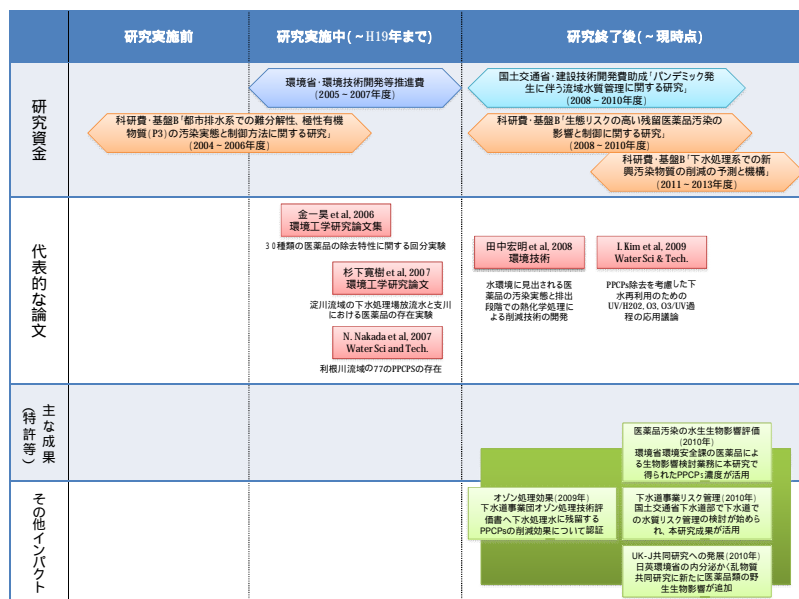 研究実施前
研究実施中(~H19年まで)
研究終了後(~現時点)
研究資金
環境省・環境技術開発等推進費
(2005~2007年度)
国土交通省・建設技術開発費助成「パンデミック発
生に伴う流域水質管理に関する研究」
(2008~2010年度)
科研費・基盤B「都市排水系での難分解性、極性有機
物質(P3)の汚染実態と制御方法に関する研究」
(2004~2006年度)
科研費・基盤B「生態リスクの高い残留医薬品汚染の
影響と制御に関する研究」
(2008~2010年度)
科研費・基盤B「下水処理系での新
興汚染物質の削減の予測と機構」
(2011~2013年度)
代表的な論文
金一昊 et al, 2006
環境工学研究論文集
30種類の医薬品の除去特性に関する回分実験
杉下寛樹 et al, 2007
環境工学研究論文
淀川流域の下水処理場放流水と支川
における医薬品の存在実態
N. Nakada et al, 2007
Water Sci and Tech.
利根川流域の77のPPCPSの存在
田中宏明 et al, 2008
環境技術
水環境に見出される医
薬品の汚染実態と排出
段階での熱化学処理に
よる削減技術の開発
I. Kim et al, 2009
Water Sci & Tech.
PPCPs除去を考慮した下
水再利用のための
UV/H2O2, O3, O3/UV過
程の応用議論
主な成果
(特許等)
医薬品汚染の水生生物影響評価
(2010年)
環境省環境安全課の医薬品によ
る生物影響検討業務に本研究で
得られたPPCPs濃度が活用
その他インパクト
オゾン処理効果(2009年)
下水道事業団オゾン処理技術評
価書へ下水処理水に残留する
PPCPsの削減効果について認証
下水道事業リスク管理(2010年)
国土交通省下水道部で下水道で
の水質リスク管理の検討が始めら
れ、本研究成果が活用
UK-J共同研究への発展(2010年)
日英環境省の内分泌かく乱物質
共同研究に新たに医薬品類の野
生生物影響が追加